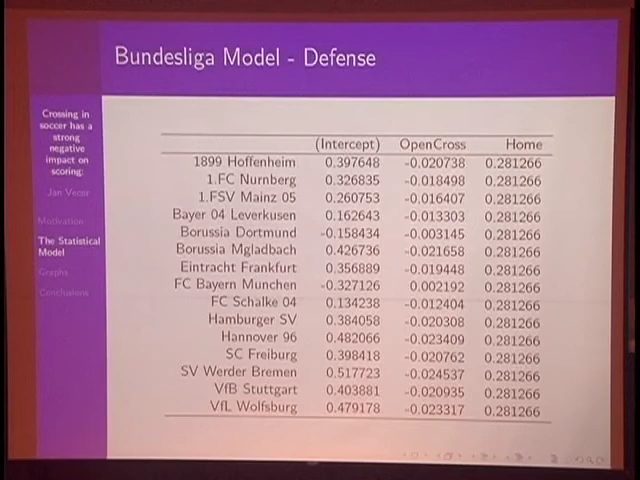 Bundesliga Model - Defense
Crossing in
soccer has a
strong
negative
impact on
scoring:
Jan Vecer
Motivation
The Statistical
Model
Graphs
Conclusions
(Intercept) OpenCross Home
1899 Hoffenheim 0.397648 -0.020738 0.281266
1.FC Nurnberg 0.326835 -0.018498 0.281266
1.FSV Mainz 05 0.260753 -0.016407 0.281266
Bayer 04 Leverkusen 0.162643 -0.013303 0.281266
Borussia Dortmund -0.158434 -0.003145 0.281266
Borussia Mgladbach 0.426736 -0.021658 0.281266
Eintracht Frankfurt 0.356889 -0.019448 0.281266
FC Bayern Munchen -0.327126 0.002192 0.281266
FC Schalke 04 0.134238 -0.012404 0.281266
Hamburger SV 0.384058 -0.020308 0.281266
Hannover 96 0.482066 -0.023409 0.281266
SC Freiburg 0.398418 -0.020762 0.281266
SV Werder Bremen 0.517723 -0.024537 0.281266
VfB Stuttgart 0.403881 -0.020935 0.281266
VfL Wolfsburg 0.479178 -0.023317 0.281266